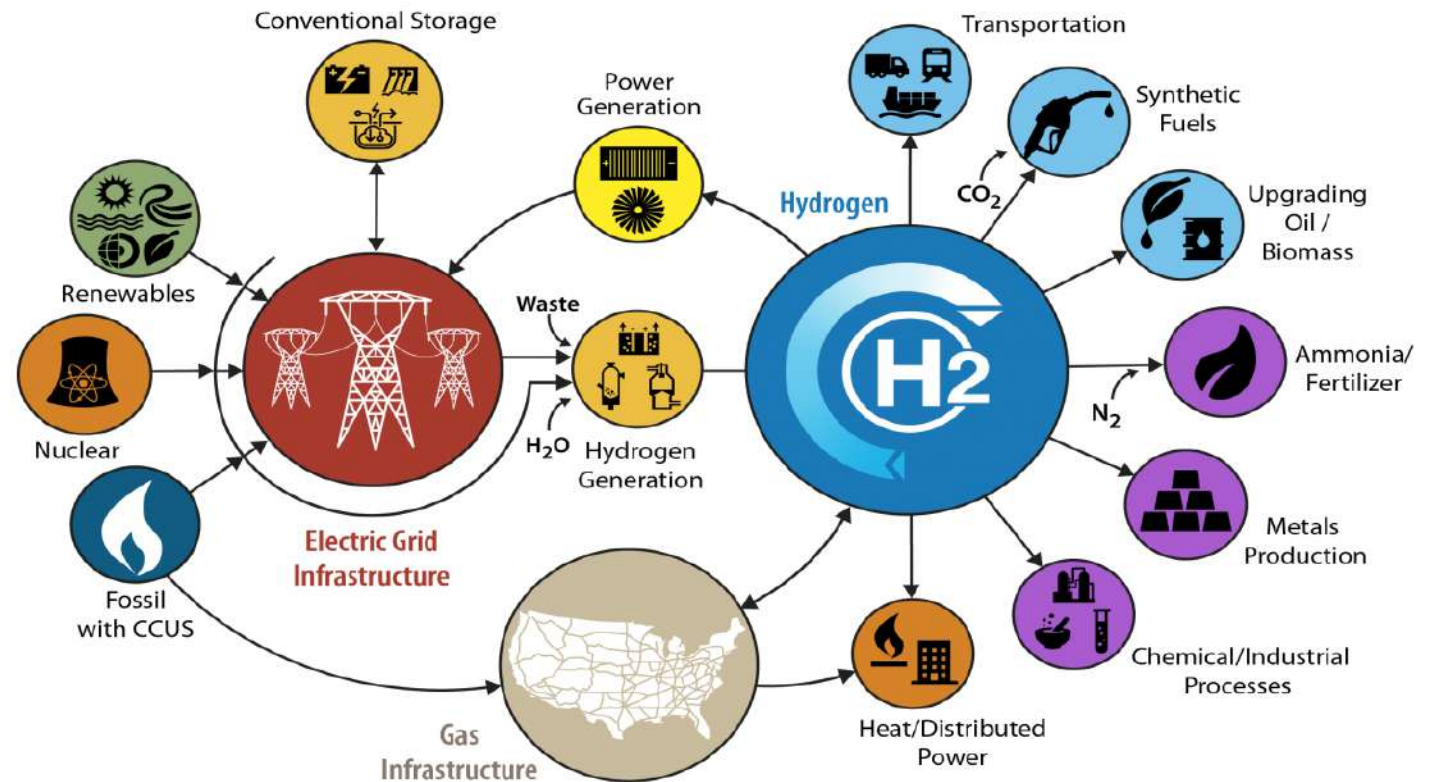 Conventional Storage
Transportation
Power
Generation
Synthetic
Fuels
CO₂
Hydrogen
Upgrading
Oil /
Biomass
Renewables
Waste
H2
Ammonia/
Fertilizer
N₂
Nuclear
H₂O
Hydrogen
Generation
Electric Grid
Infrastructure
Metals
Production
Fossil
with CCUS
Chemical/Industrial
Processes
Gas
Infrastructure
Heat/Distributed
Power